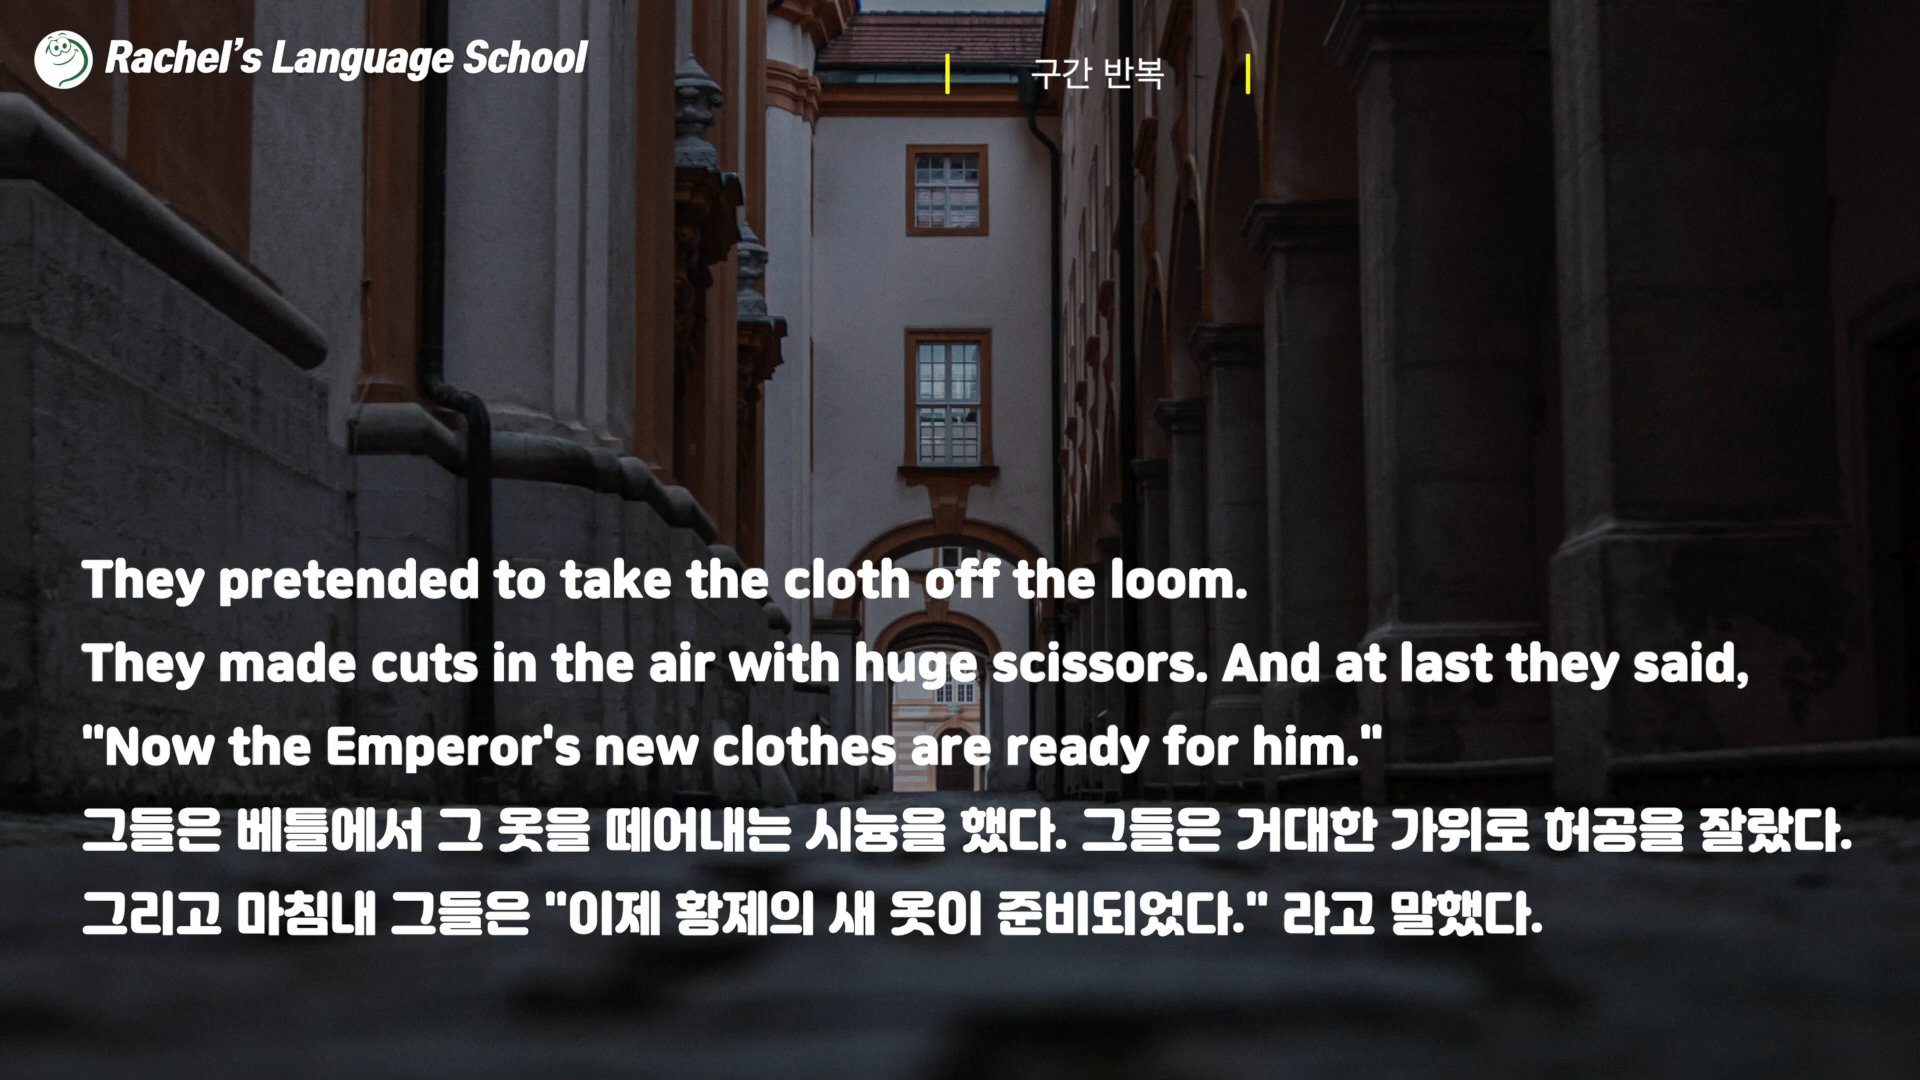 Rachel's Language School
구간 반복
They pretended to take the cloth off the loom.
They made cuts in the air with huge scissors. And at last they said,
"Now the Emperor's new clothes are ready for him."
그들은 베틀에서 그 옷을 떼어내는 시늉을 했다. 그들은 거대한 가위로 허공을 잘랐다.
그리고 마침내 그들은 "이제 황제의 새 옷이 준비되었다." 라고 말했다.